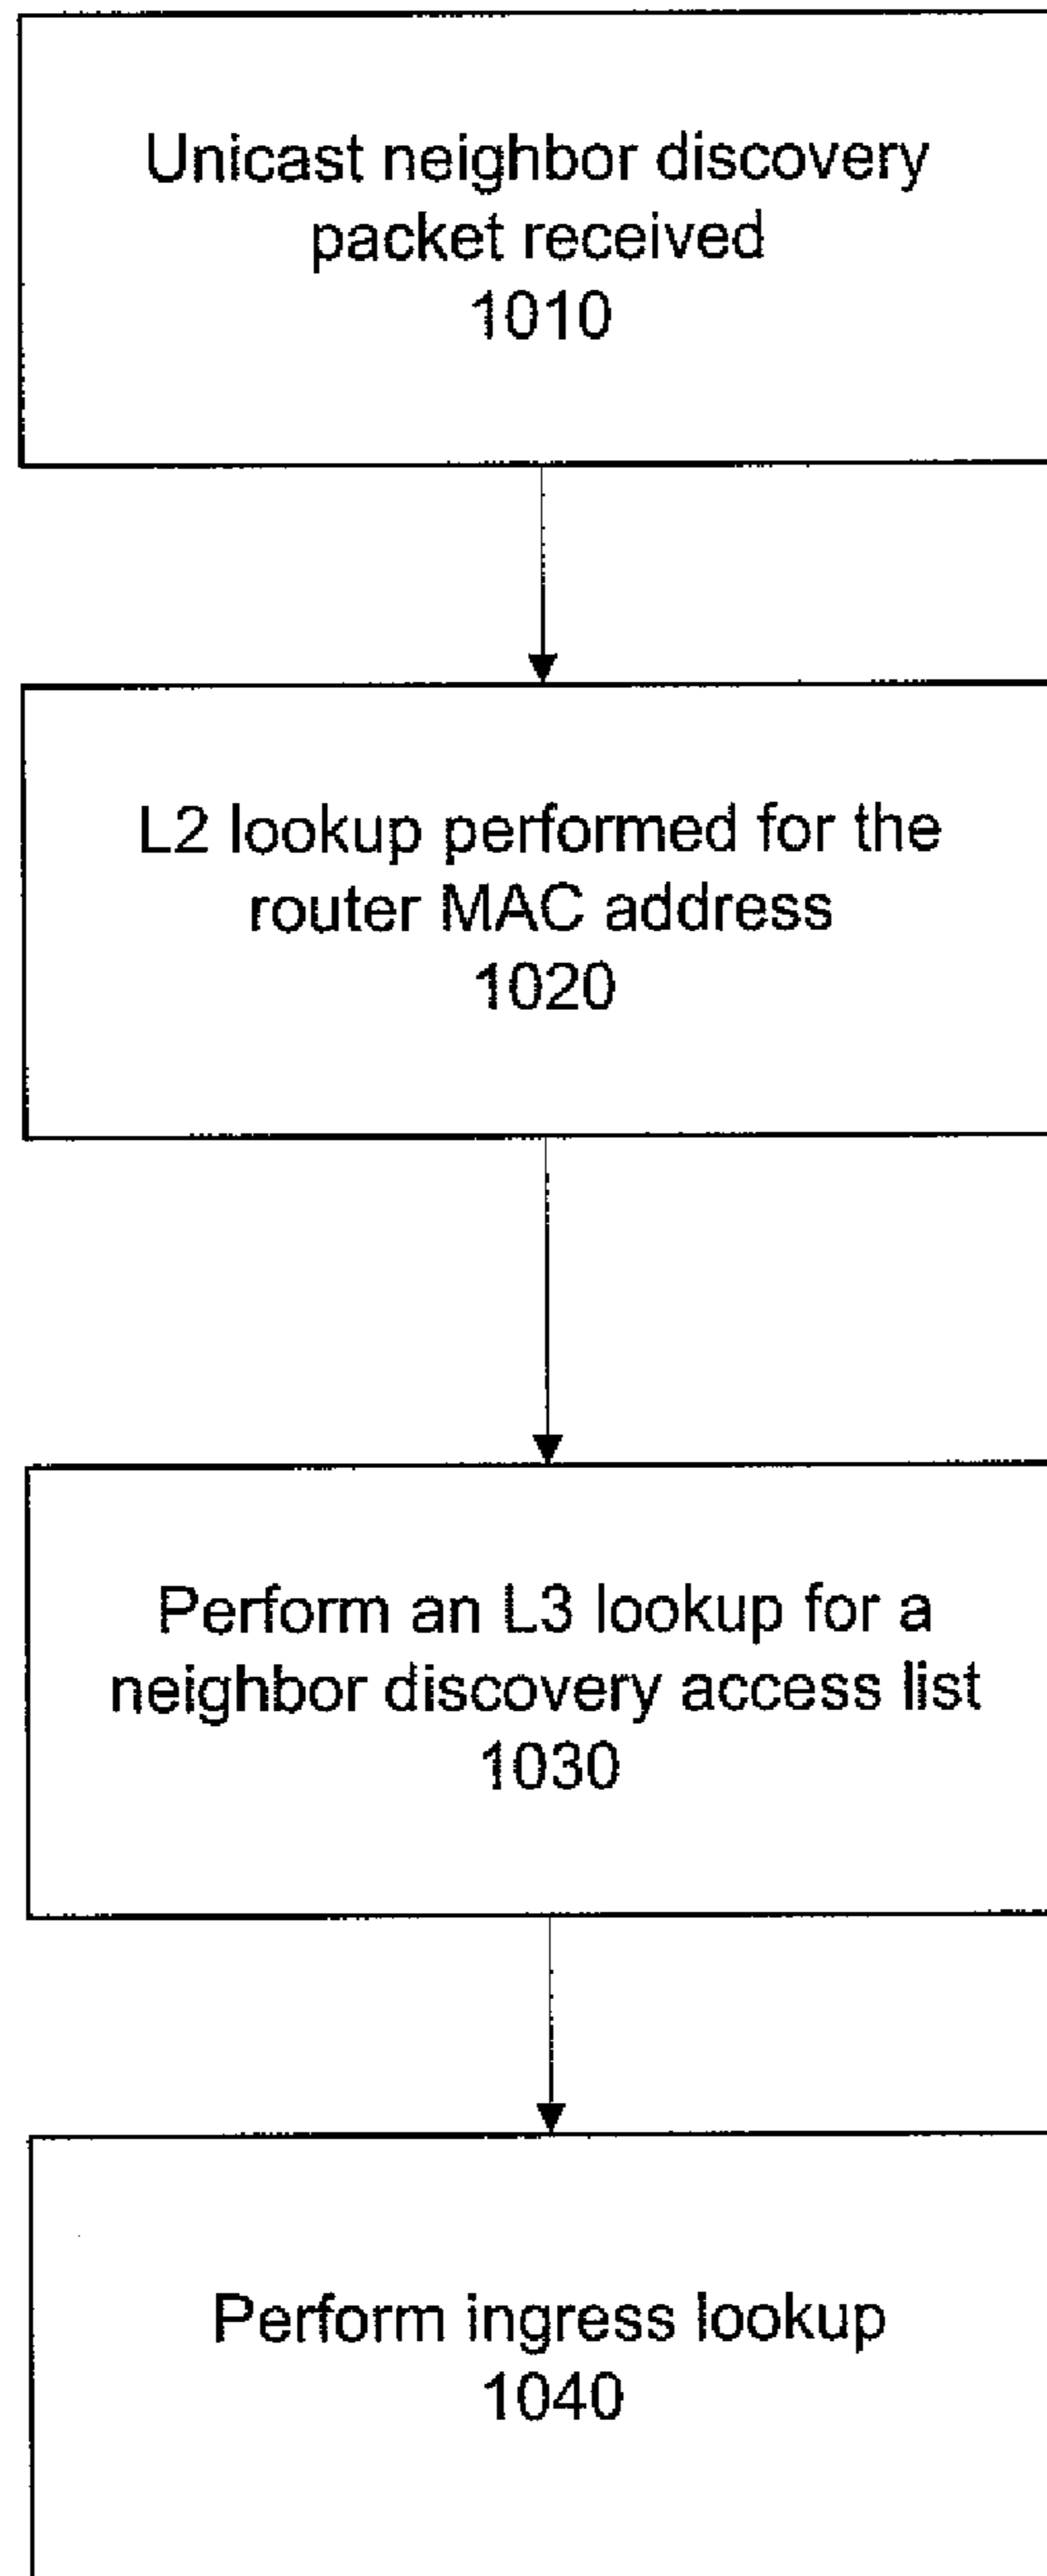 Unicast neighbor discovery
packet received
1010
L2 lookup performed for the
router MAC address
1020
Perform an L3 lookup for a
neighbor discovery access list
1030
Perform ingress lookup
1040